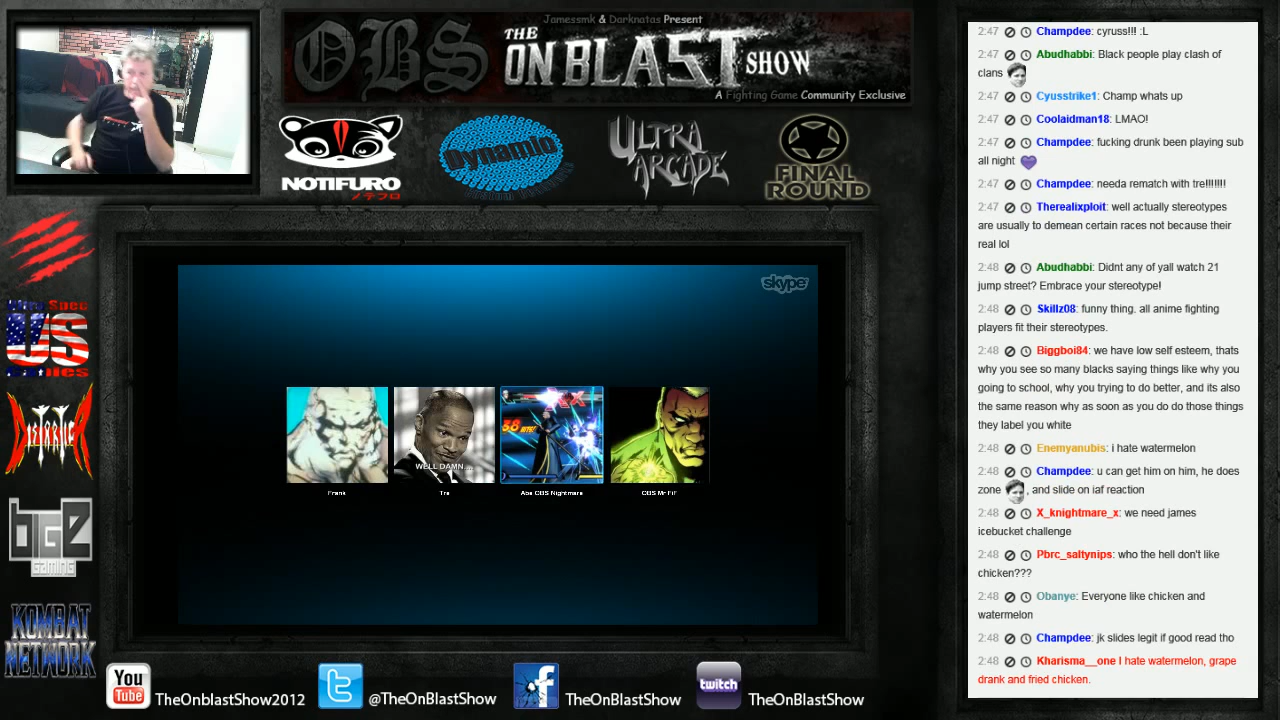 Jamessmk & Darknatas Present
OBS THE ON BLAST SHOW
A Fighting Game Community Exclusive
NOTIFURO
Dynamic
ULTRA ARCADE
FINAL ROUND
US
BGE
GAMING
KOMBAT
NETWORK
skype
WELL DAMN....
Frank
Tre
Abe OBS Nightmare
OBS Mr FiF
You Tube TheOnblastShow2012
@TheOnBlastShow
TheOnBlastShow
twitch TheOnBlastShow
2:47 Champdee: cyruss!!! :L
2:47 Abudhabbi: Black people play clash of
clans
2:47 Cyusstrike1: Champ whats up
2:47 Coolaidman18: LMAO!
2:47 Champdee: fucking drunk been playing sub
all night
2:47 Champdee: needa rematch with tre!!!!!!!
2:47 Therealixploit: well actually stereotypes
are usually to demean certain races not because their
real lol
2:48 Abudhabbi: Didnt any of yall watch 21
jump street? Embrace your stereotype!
2:48 Skillz08: funny thing. all anime fighting
players fit their stereotypes.
2:48 Biggboi84: we have low self esteem, thats
why you see so many blacks saying things like why you
going to school, why you trying to do better, and its also
the same reason why as soon as you do do those things
they label you white
2:48 Enemyanubis: i hate watermelon
2:48 Champdee: u can get him on him, he does
zone , and slide on iaf reaction
2:48 X_knightmare_x: we need james
icebucket challenge
2:48 Pbrc_saltynips: who the hell don't like
chicken???
2:48 Obanye: Everyone like chicken and
watermelon
2:48 Champdee: jk slides legit if good read tho
2:48 Kharisma__one I hate watermelon, grape
drank and fried chicken.